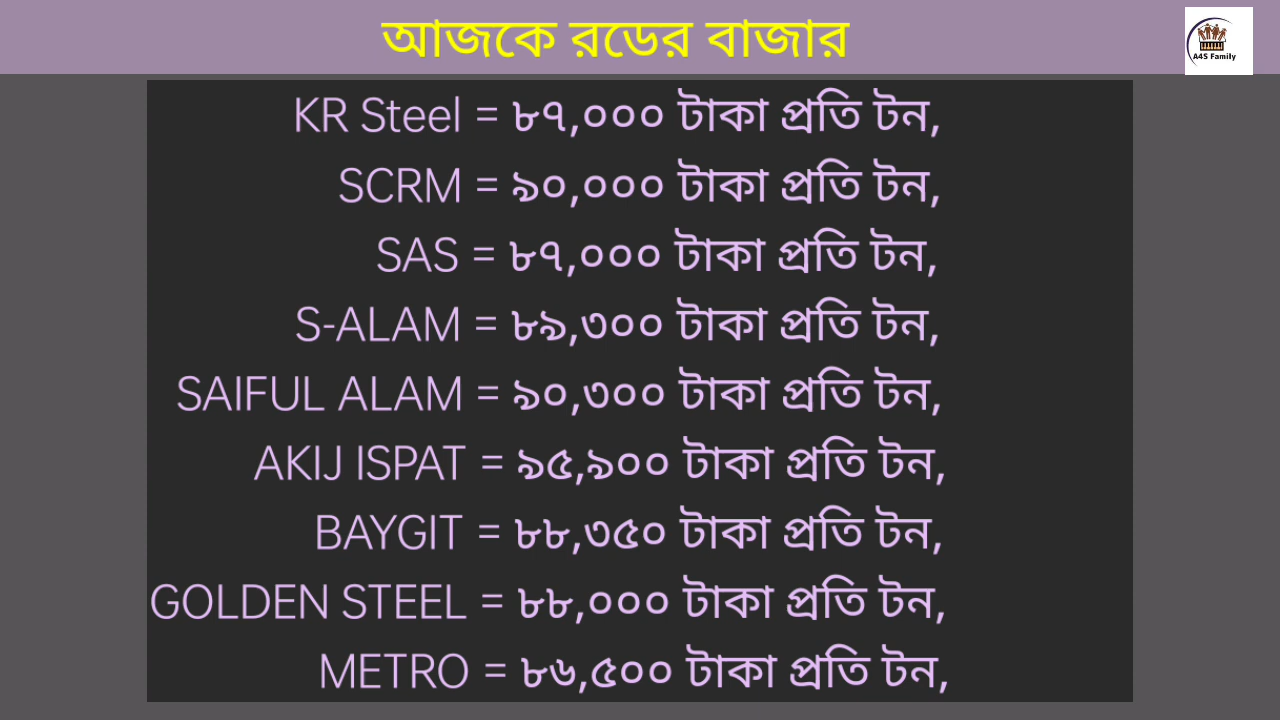 আজকে রডের বাজার
A4S Family
KR Steel = ৮৭,০০০ টাকা প্রতি টন,
SCRM = ৯০,০০০ টাকা প্রতি টন,
SAS = ৮৭,০০০ টাকা প্রতি টন,
S-ALAM = ৮৯,৩০০ টাকা প্রতি টন,
SAIFUL ALAM = ৯০,৩০০ টাকা প্রতি টন,
AKIJ ISPAT = ৯৫,৯০০ টাকা প্রতি টন,
BAYGIT = ৮৮,৩৫০ টাকা প্রতি টন,
GOLDEN STEEL = ৮৮,০০০ টাকা প্রতি টন,
METRO = ৮৬,৫০০ টাকা প্রতি টন,